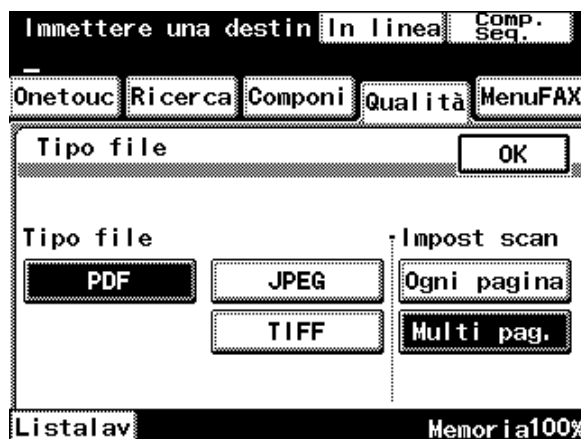 Immettere una destin In linea Comp. Seq.
Onetouc Ricerca Componi Qualità MenuFAX
Tipo file OK
Tipo file Impost scan
PDF JPEG Ogni pagina
TIFF Multi pag.
Listalav Memoria100%